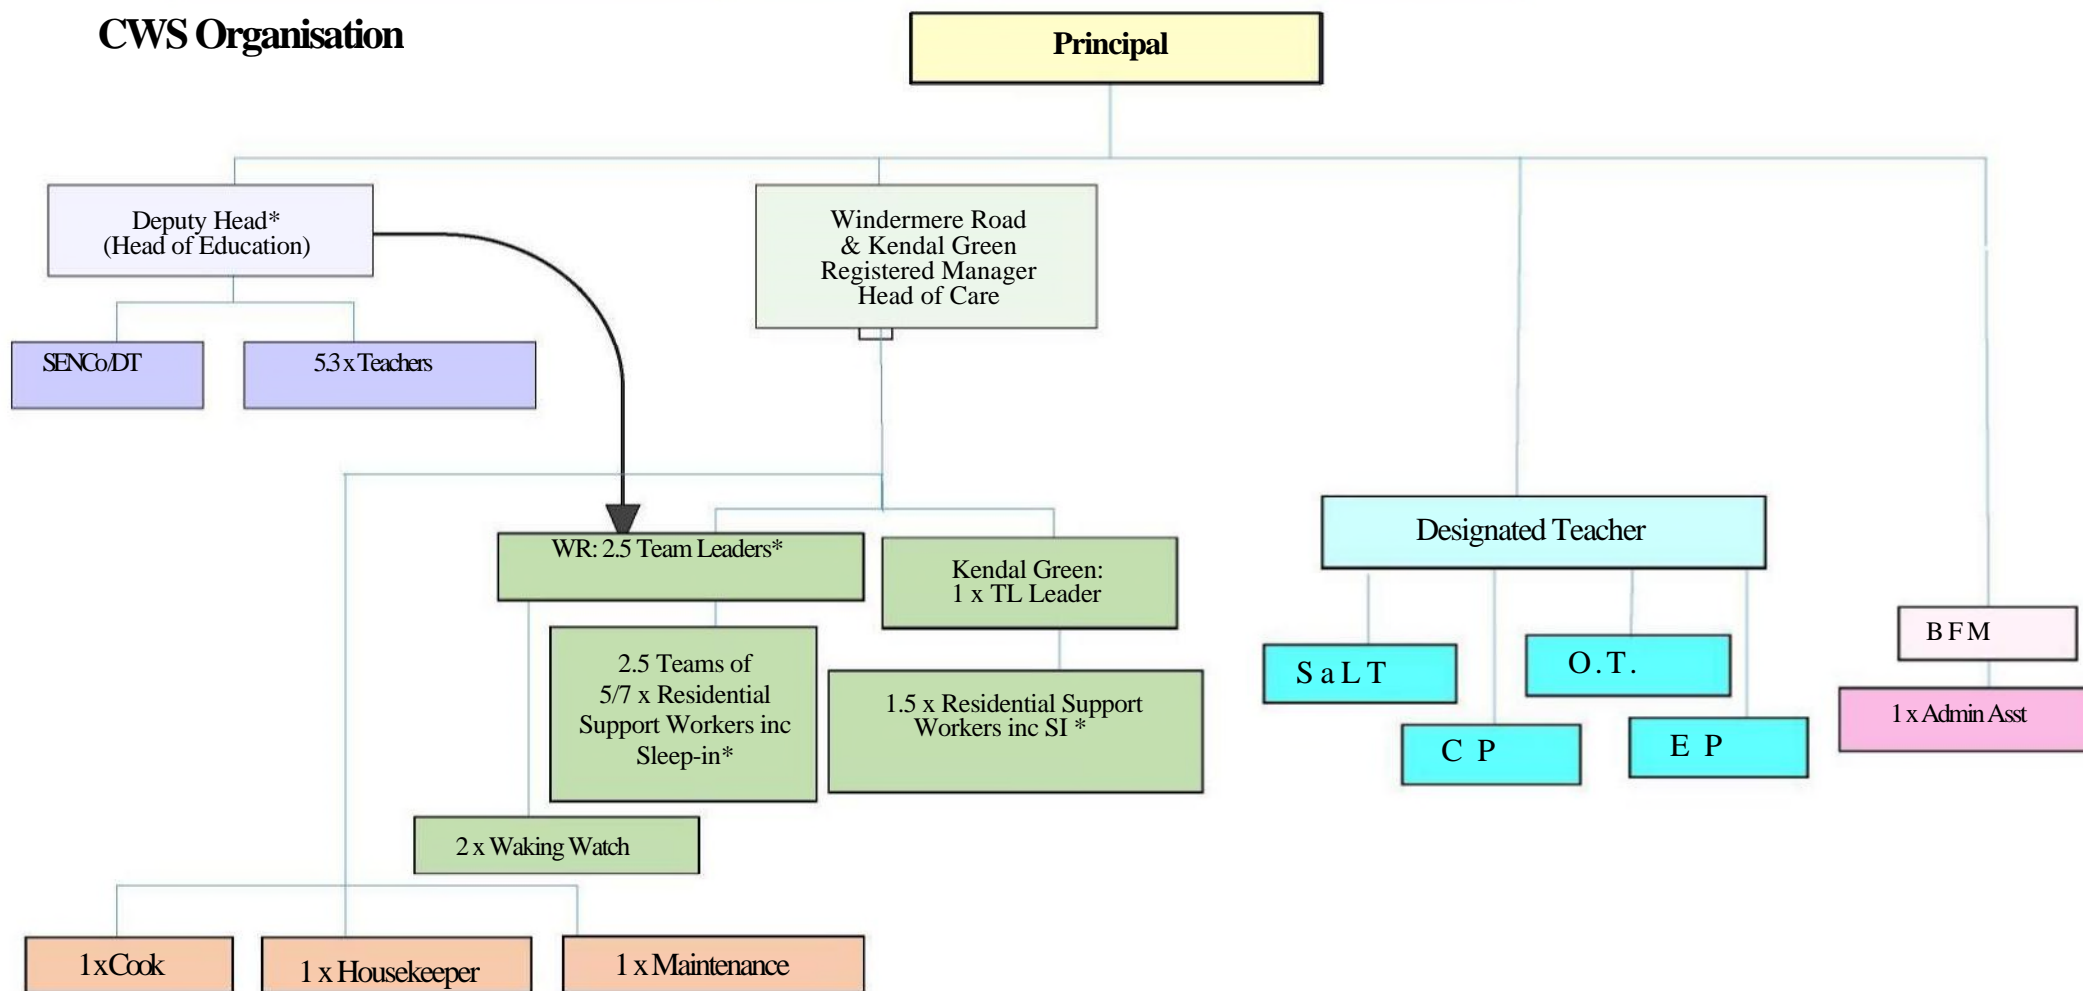 CWS Organisation
Principal
Deputy Head*
(Head of Education)
Windermere Road
& Kendal Green
Registered Manager
Head of Care
SENCo/DT
5.3 x Teachers
WR: 2.5 Team Leaders*
Kendal Green:
1 x TL Leader
Designated Teacher
2.5 Teams of
5/7 x Residential
Support Workers inc
Sleep-in*
1.5 x Residential Support
Workers inc SI *
SaLT
O.T.
C P
E P
BFM
1 x Admin Asst
2 x Waking Watch
1 x Cook
1 x Housekeeper
1 x Maintenance